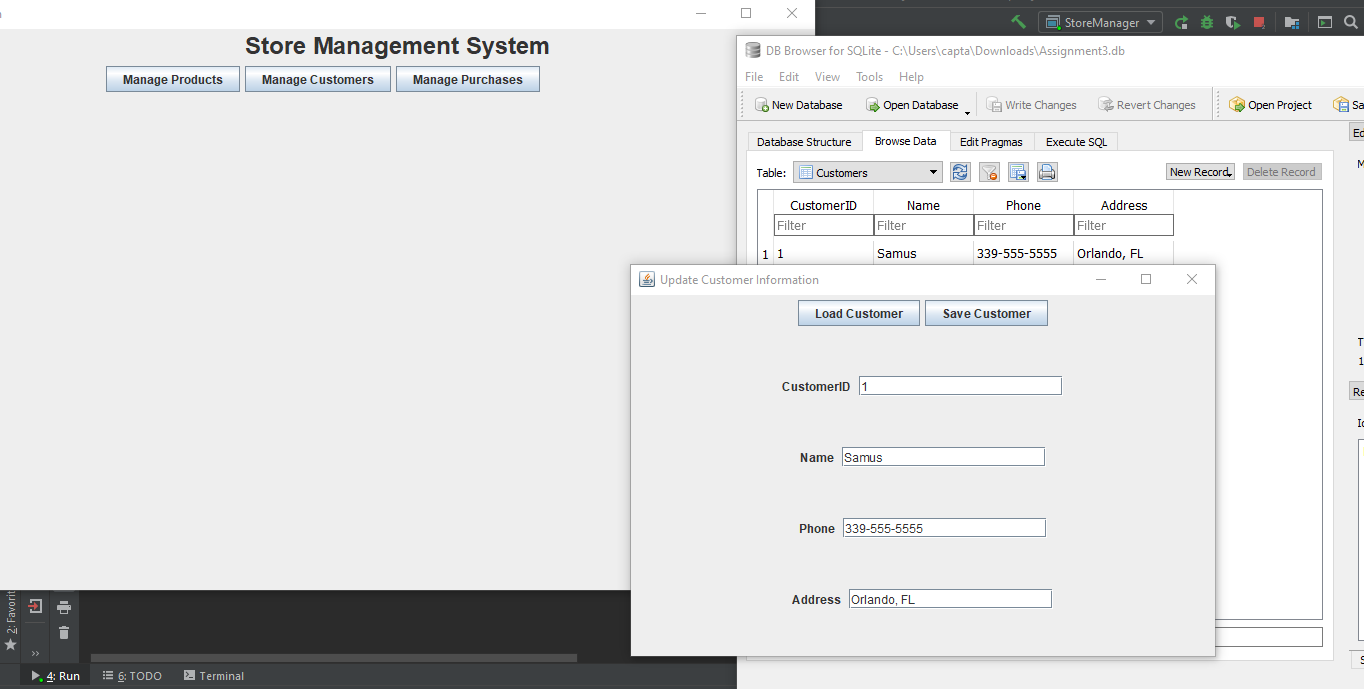 Store Management System
Manage Products Manage Customers Manage Purchases
StoreManager
DB Browser for SQLite - C:\Users\capta\Downloads\Assignment3.db
File Edit View Tools Help
New Database Open Database Write Changes Revert Changes Open Project Sa
Database Structure Browse Data Edit Pragmas Execute SQL
Ed
M
Table: Customers New Record Delete Record
CustomerID Name Phone Address
Filter Filter Filter Filter
1 1 Samus 339-555-5555 Orlando, FL
Update Customer Information
Load Customer Save Customer
T
1
CustomerID 1
Re
Name Samus
Phone 339-555-5555
Address Orlando, FL
2: Favorit
S
4: Run 6: TODO Terminal